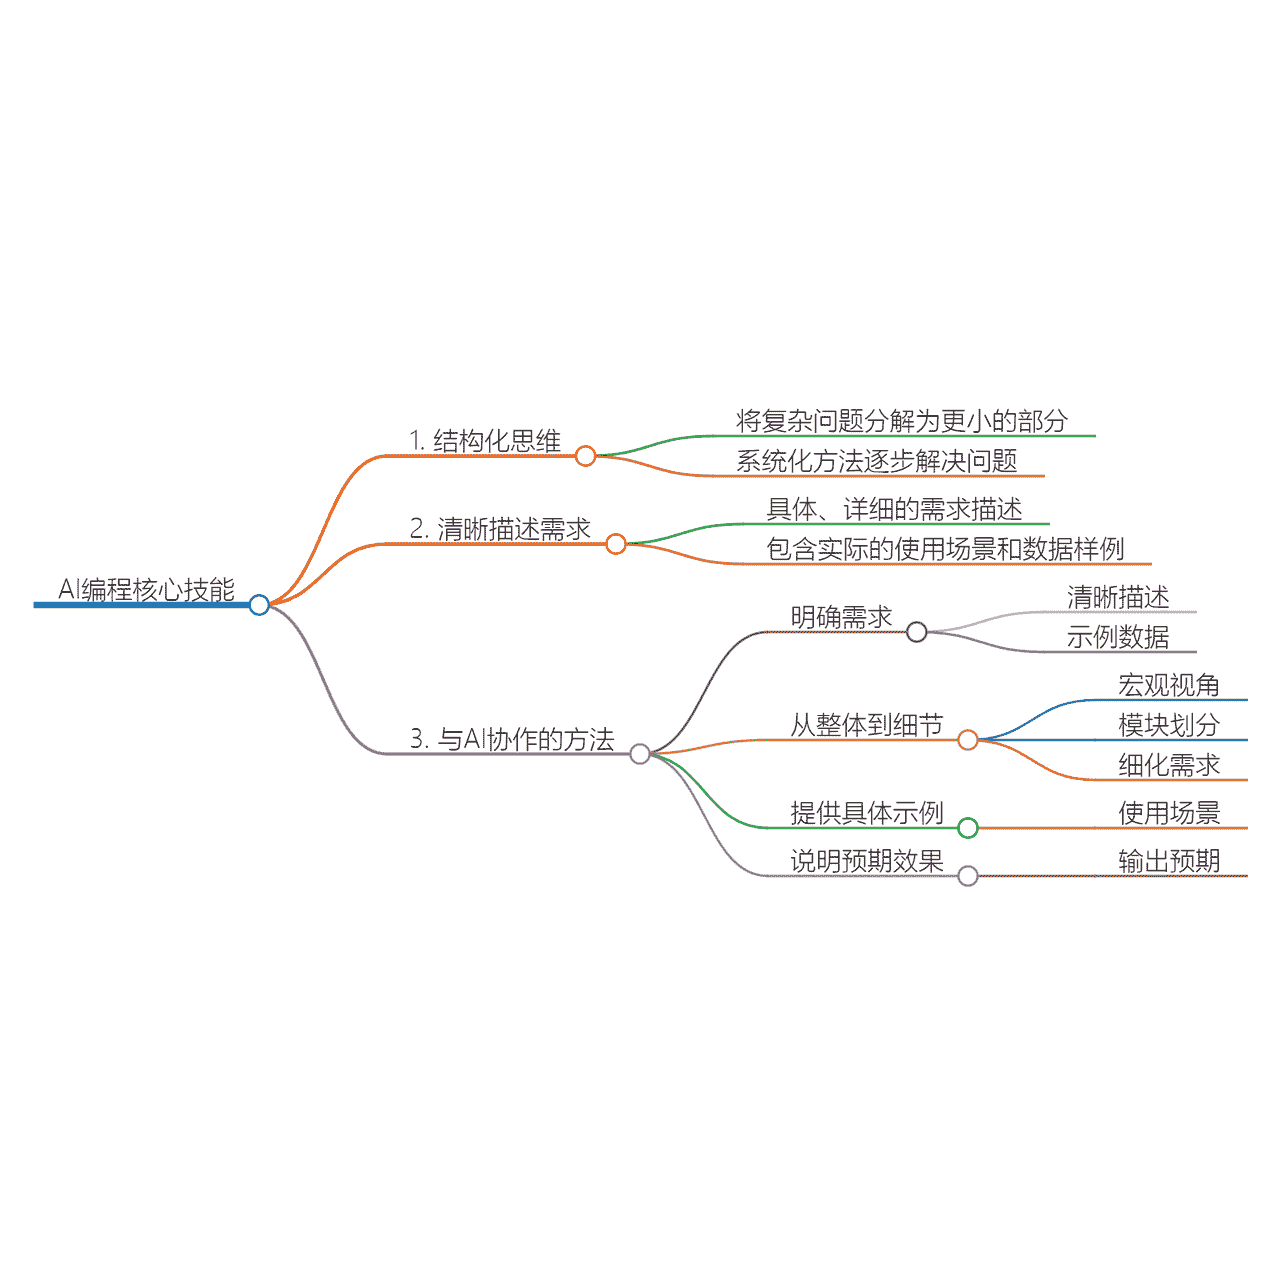 AI编程核心技能
1. 结构化思维
将复杂问题分解为更小的部分
系统化方法逐步解决问题
2. 清晰描述需求
具体、详细的需求描述
包含实际的使用场景和数据样例
3. 与AI协作的方法
明确需求
清晰描述
示例数据
从整体到细节
宏观视角
模块划分
细化需求
提供具体示例
使用场景
说明预期效果
输出预期